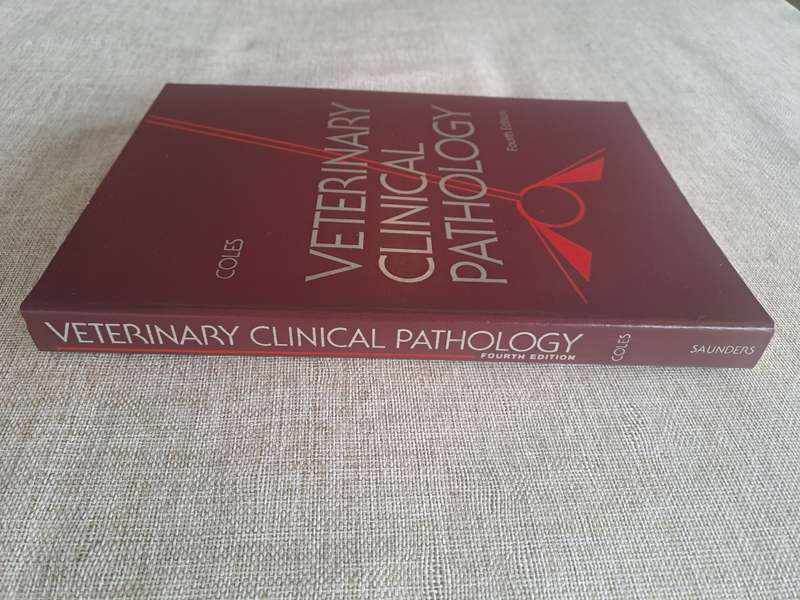 VETERINARY
CLINICAL
PATHOLOGY
Fourth Edition
COLES
VETERINARY CLINICAL PATHOLOGY
FOURTH EDITION
COLES
SAUNDERS